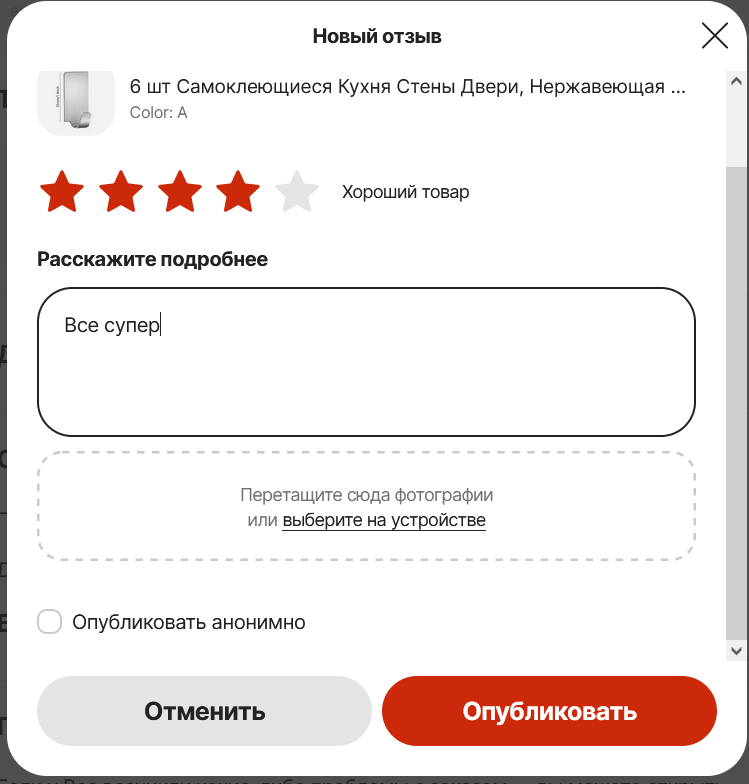 Новый отзыв
6 шт Самоклеющиеся Кухня Стены Двери, Нержавеющая ...
Color: A
Хороший товар
Расскажите подробнее
Все супер
Перетащите сюда фотографии
или выберите на устройстве
Опубликовать анонимно
Отменить
Опубликовать